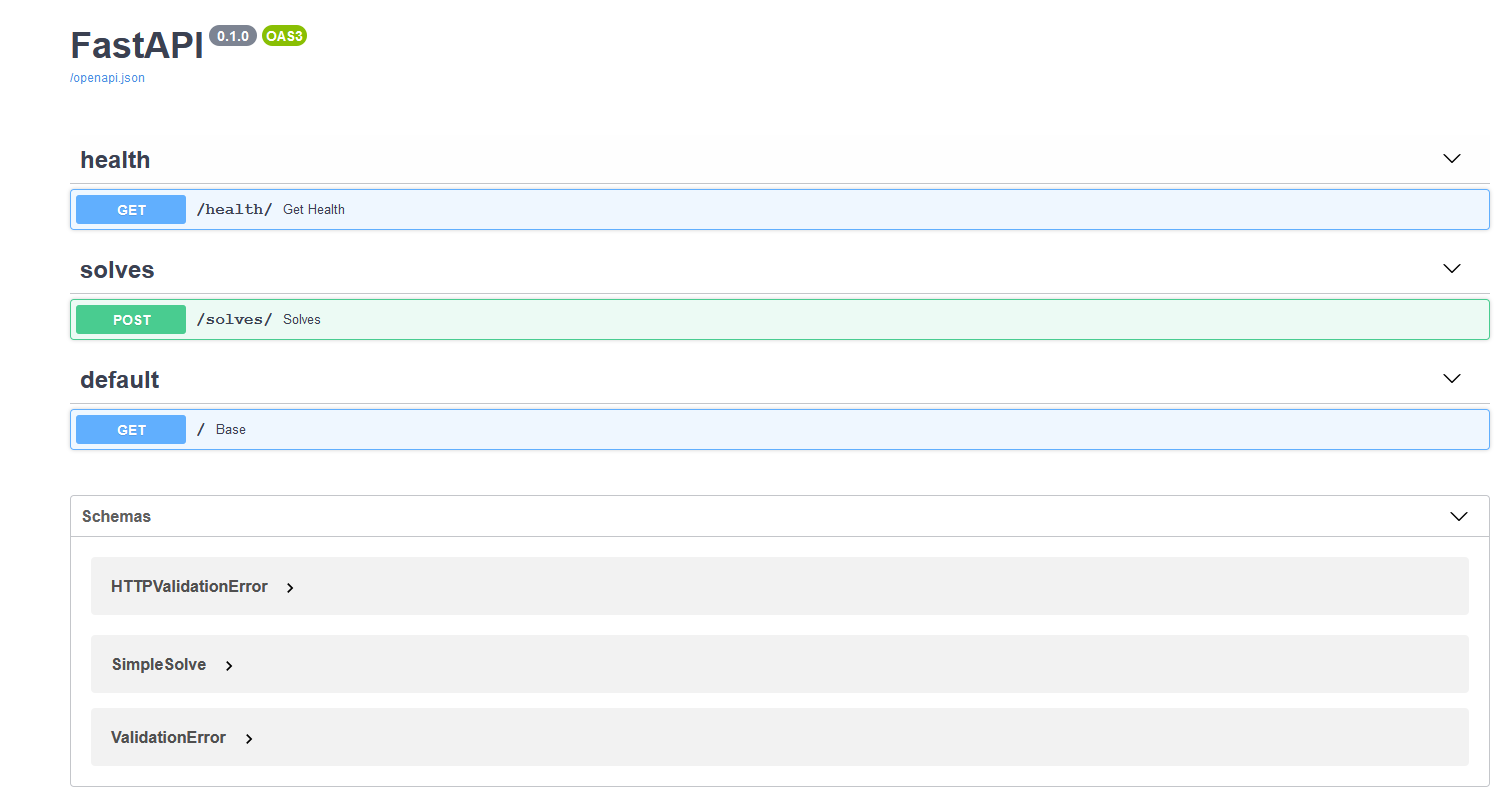 FastAPI 0.1.0 OAS3
/openapi.json
health
GET /health/ Get Health
solves
POST /solves/ Solves
default
GET / Base
Schemas
HTTPValidationError
SimpleSolve
ValidationError